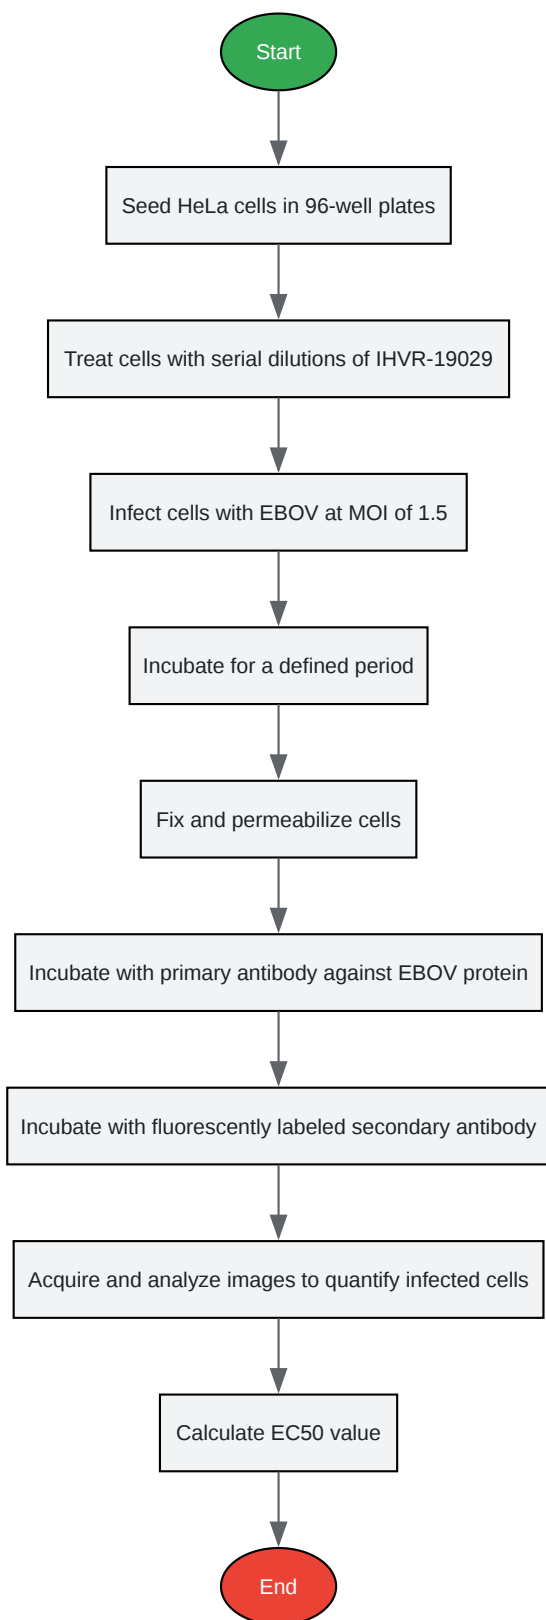 Start
Seed HeLa cells in 96-well plates
Treat cells with serial dilutions of IHVR-19029
Infect cells with EBOV at MOI of 1.5
Incubate for a defined period
Fix and permeabilize cells
Incubate with primary antibody against EBOV protein
Incubate with fluorescently labeled secondary antibody
Acquire and analyze images to quantify infected cells
Calculate EC50 value
End